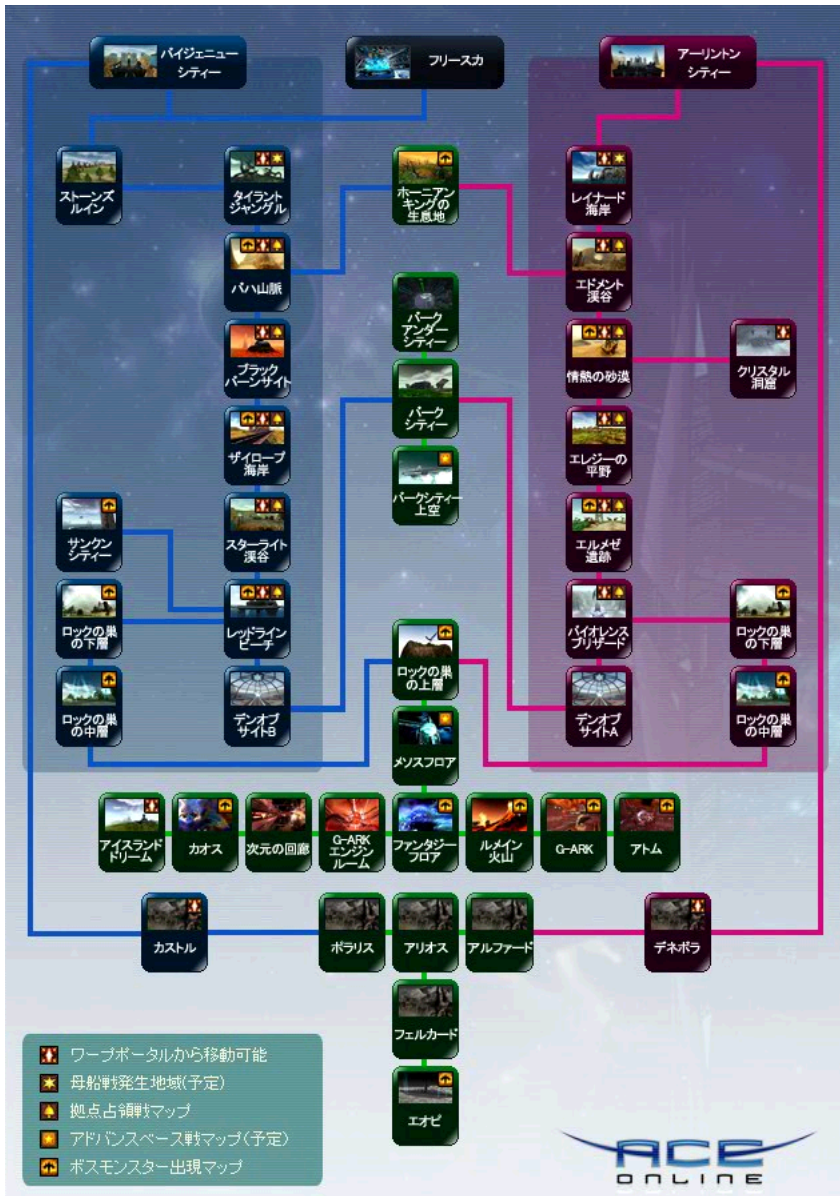 バイジェニュー
シティー
フリースカ
アーリントン
シティー
ストーンズ
ルイン
タイラント
ジャングル
ホーニアン
キングの
生息地
レイナード
海岸
バハ山脈
エドメント
渓谷
バーク
アンダー
シティー
ブラック
バーンサイト
情熱の砂漠
クリスタル
洞窟
バーク
シティー
ザイロープ
海岸
エレジーの
平野
バークシティー
上空
サンケン
シティー
スターライト
渓谷
エルメゼ
遺跡
ロックの巣
の下層
レッドライン
ビーチ
バイオレンス
ブリザード
ロックの巣
の下層
ロックの巣
の上層
ロックの巣
の中層
デンオブ
サイトB
デンオブ
サイトA
ロックの巣
の中層
メソスフロア
アイスランド
ドリーム
カオス
次元の回廊
G-ARK
エンジン
ルーム
ファンタジー
フロア
ルメイン
火山
G-ARK
アトム
カストル
ポラリス
アリオス
アルファード
デネボラ
フェルカード
エオピ
ワープポータルから移動可能
母船戦発生地域(予定)
拠点占領戦マップ
アドバンスベース戦マップ(予定)
ボスモンスター出現マップ
ACE
ONLINE